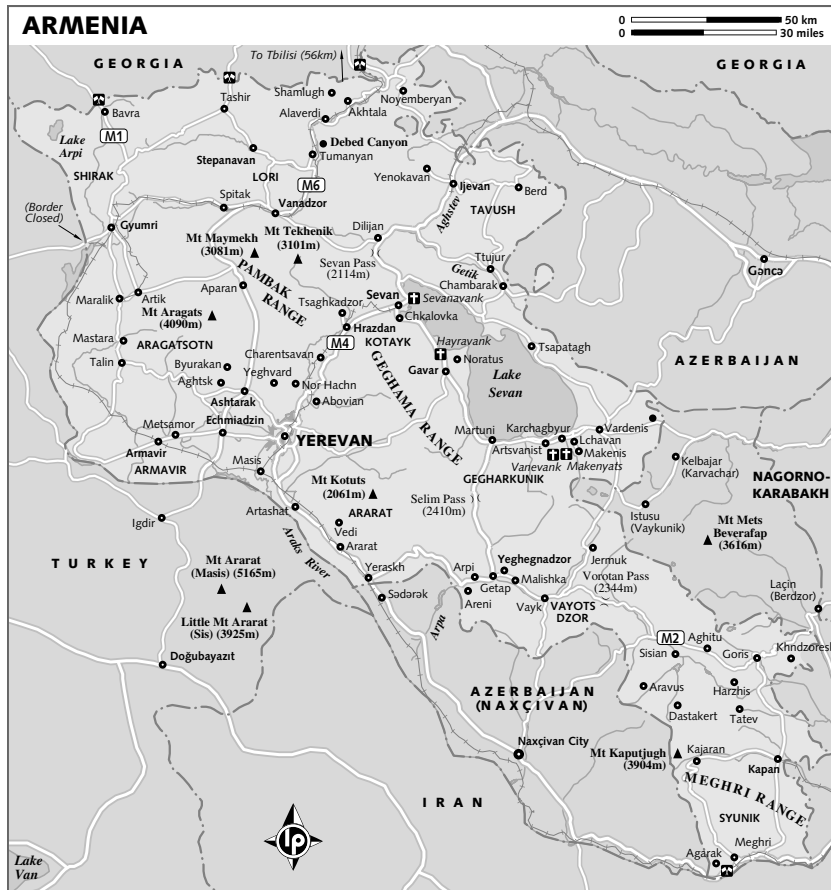 ARMENIA
0 50 km
0 30 miles
To Tbilisi (56km)
GEORGIA
GEORGIA
Shamlugh
Tashir
Noyemberyan
Akhtala
Bavra
Alaverdi
M1
Lake
Arpi
Debed Canyon
Stepanavan
Tumanyan
SHIRAK
LORI
M6
Yenokavan
Ijevan
Berd
Spitak
Vanadzor
Aghstev
TAVUSH
(Border
Closed)
Gyumri
Dilijan
Mt Maymekh
(3081m)
Mt Tekhenik
(3101m)
Sevan Pass
(2114m)
Ttujur
Getik
Gəncə
PAMBAK
RANGE
Aparan
Chambarak
Maralik
Artik
Tsaghkadzor
Sevan
Sevanavank
Mt Aragats
(4090m)
Chkalovka
Hrazdan
Mastara
M4
KOTAYK
Hayravank
Tsapatagh
ARAGATSOTN
Charentsavan
Noratus
AZERBAIJAN
Talin
Byurakan
Yeghvard
GEGHAMA RANGE
Gavar
Lake
Sevan
Aghtsk
Nor Hachn
Ashtarak
Abovian
Metsamor
Echmiadzin
Martuni
Karchagbyur
Vardenis
YEREVAN
Lchavan
Armavir
Artsvanist
Makenis
ARMAVIR
Vanevank
Makenyats
Kelbajar
(Karvachar)
Masis
GEGHARKUNIK
NAGORNO-
KARABAKH
Mt Kotuts
(2061m)
Selim Pass
(2410m)
Artashat
ARARAT
Istusu
(Vaykunik)
Mt Mets
Beverafap
(3616m)
Igdir
Vedi
Ararat
TURKEY
Araks River
Mt Ararat
(Masis) (5165m)
Yeraskh
Arpi
Yeghegnadzor
Jermuk
Malishka
Vorotan Pass
(2344m)
Getap
Laçin
(Berdzor)
Little Mt Ararat
(Sis) (3925m)
Sədərək
Areni
Vayk
VAYOTS
DZOR
Arpa
M2
Aghitu
Sisian
Goris
Khndzoresk
Doğubayazıt
AZERBAIJAN
(NAXÇIVAN)
Aravus
Harzhis
Dastakert
Tatev
Naxçivan City
Mt Kaputjugh
(3904m)
Kajaran
Kapan
MEGHRI RANGE
IRAN
SYUNIK
lp
Meghri
Agarak
Lake
Van